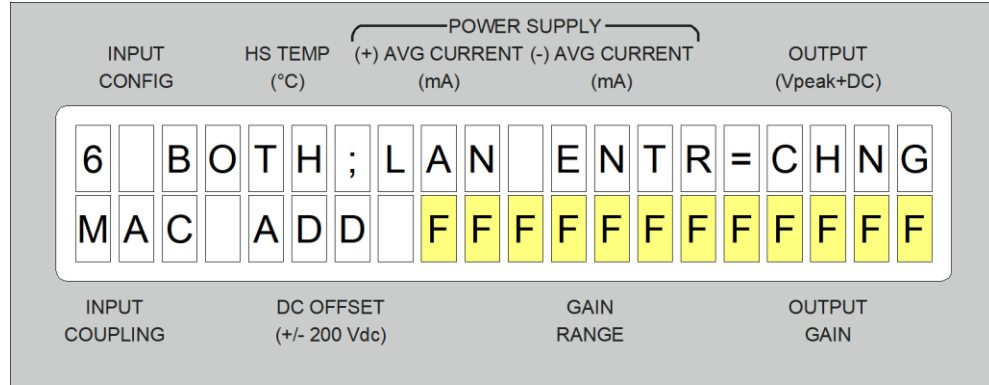 POWER SUPPLY
INPUT HS TEMP (+) AVG CURRENT (-) AVG CURRENT OUTPUT
CONFIG (°C) (mA) (mA) (Vpeak+DC)
6 BOTH;LAN ENTR=CHNG
MAC ADD FFFFFFFFFFFF
INPUT DC OFFSET GAIN OUTPUT
COUPLING (+/- 200 Vdc) RANGE GAIN